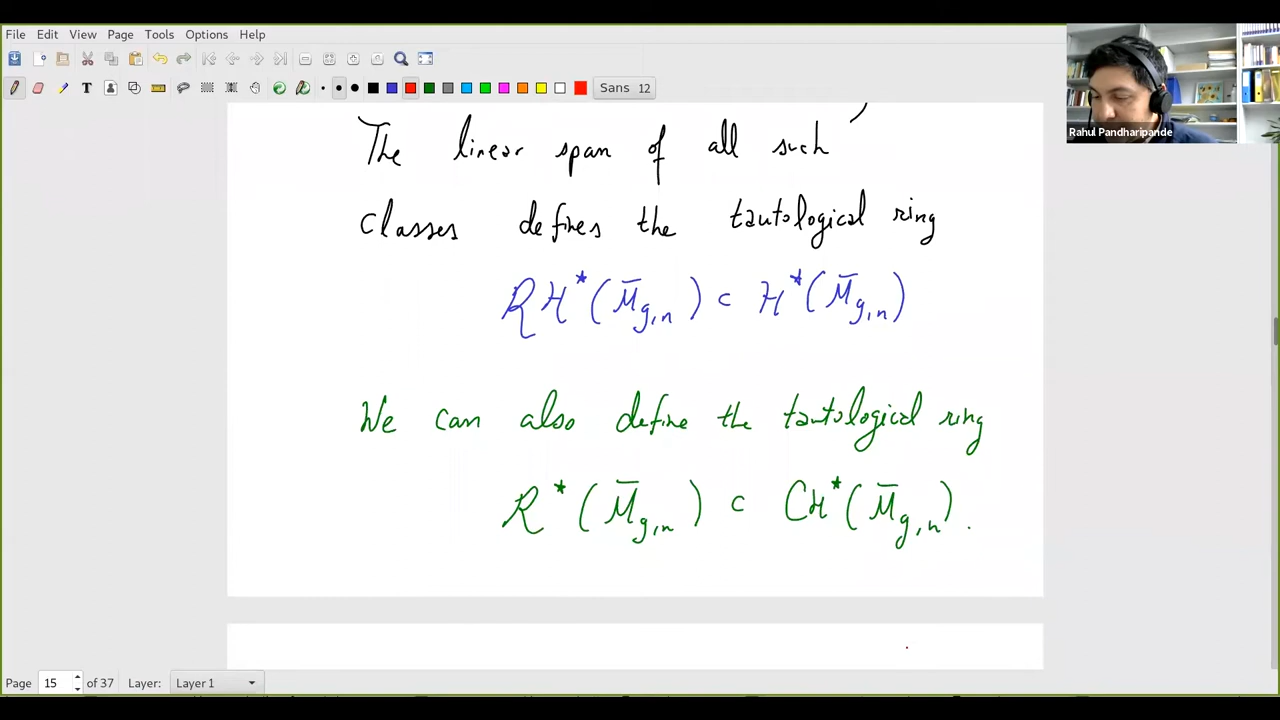 File Edit View Page Tools Options Help
Sans 12
Rahul Pandharipande
The linear span of all such
classes defines the tautological ring
RH*(M̄g,n) ⊂ H*(M̄g,n)
We can also define the tautological ring
R*(M̄g,n) ⊂ CH*(M̄g,n).
Page 15 of 37 Layer: Layer 1